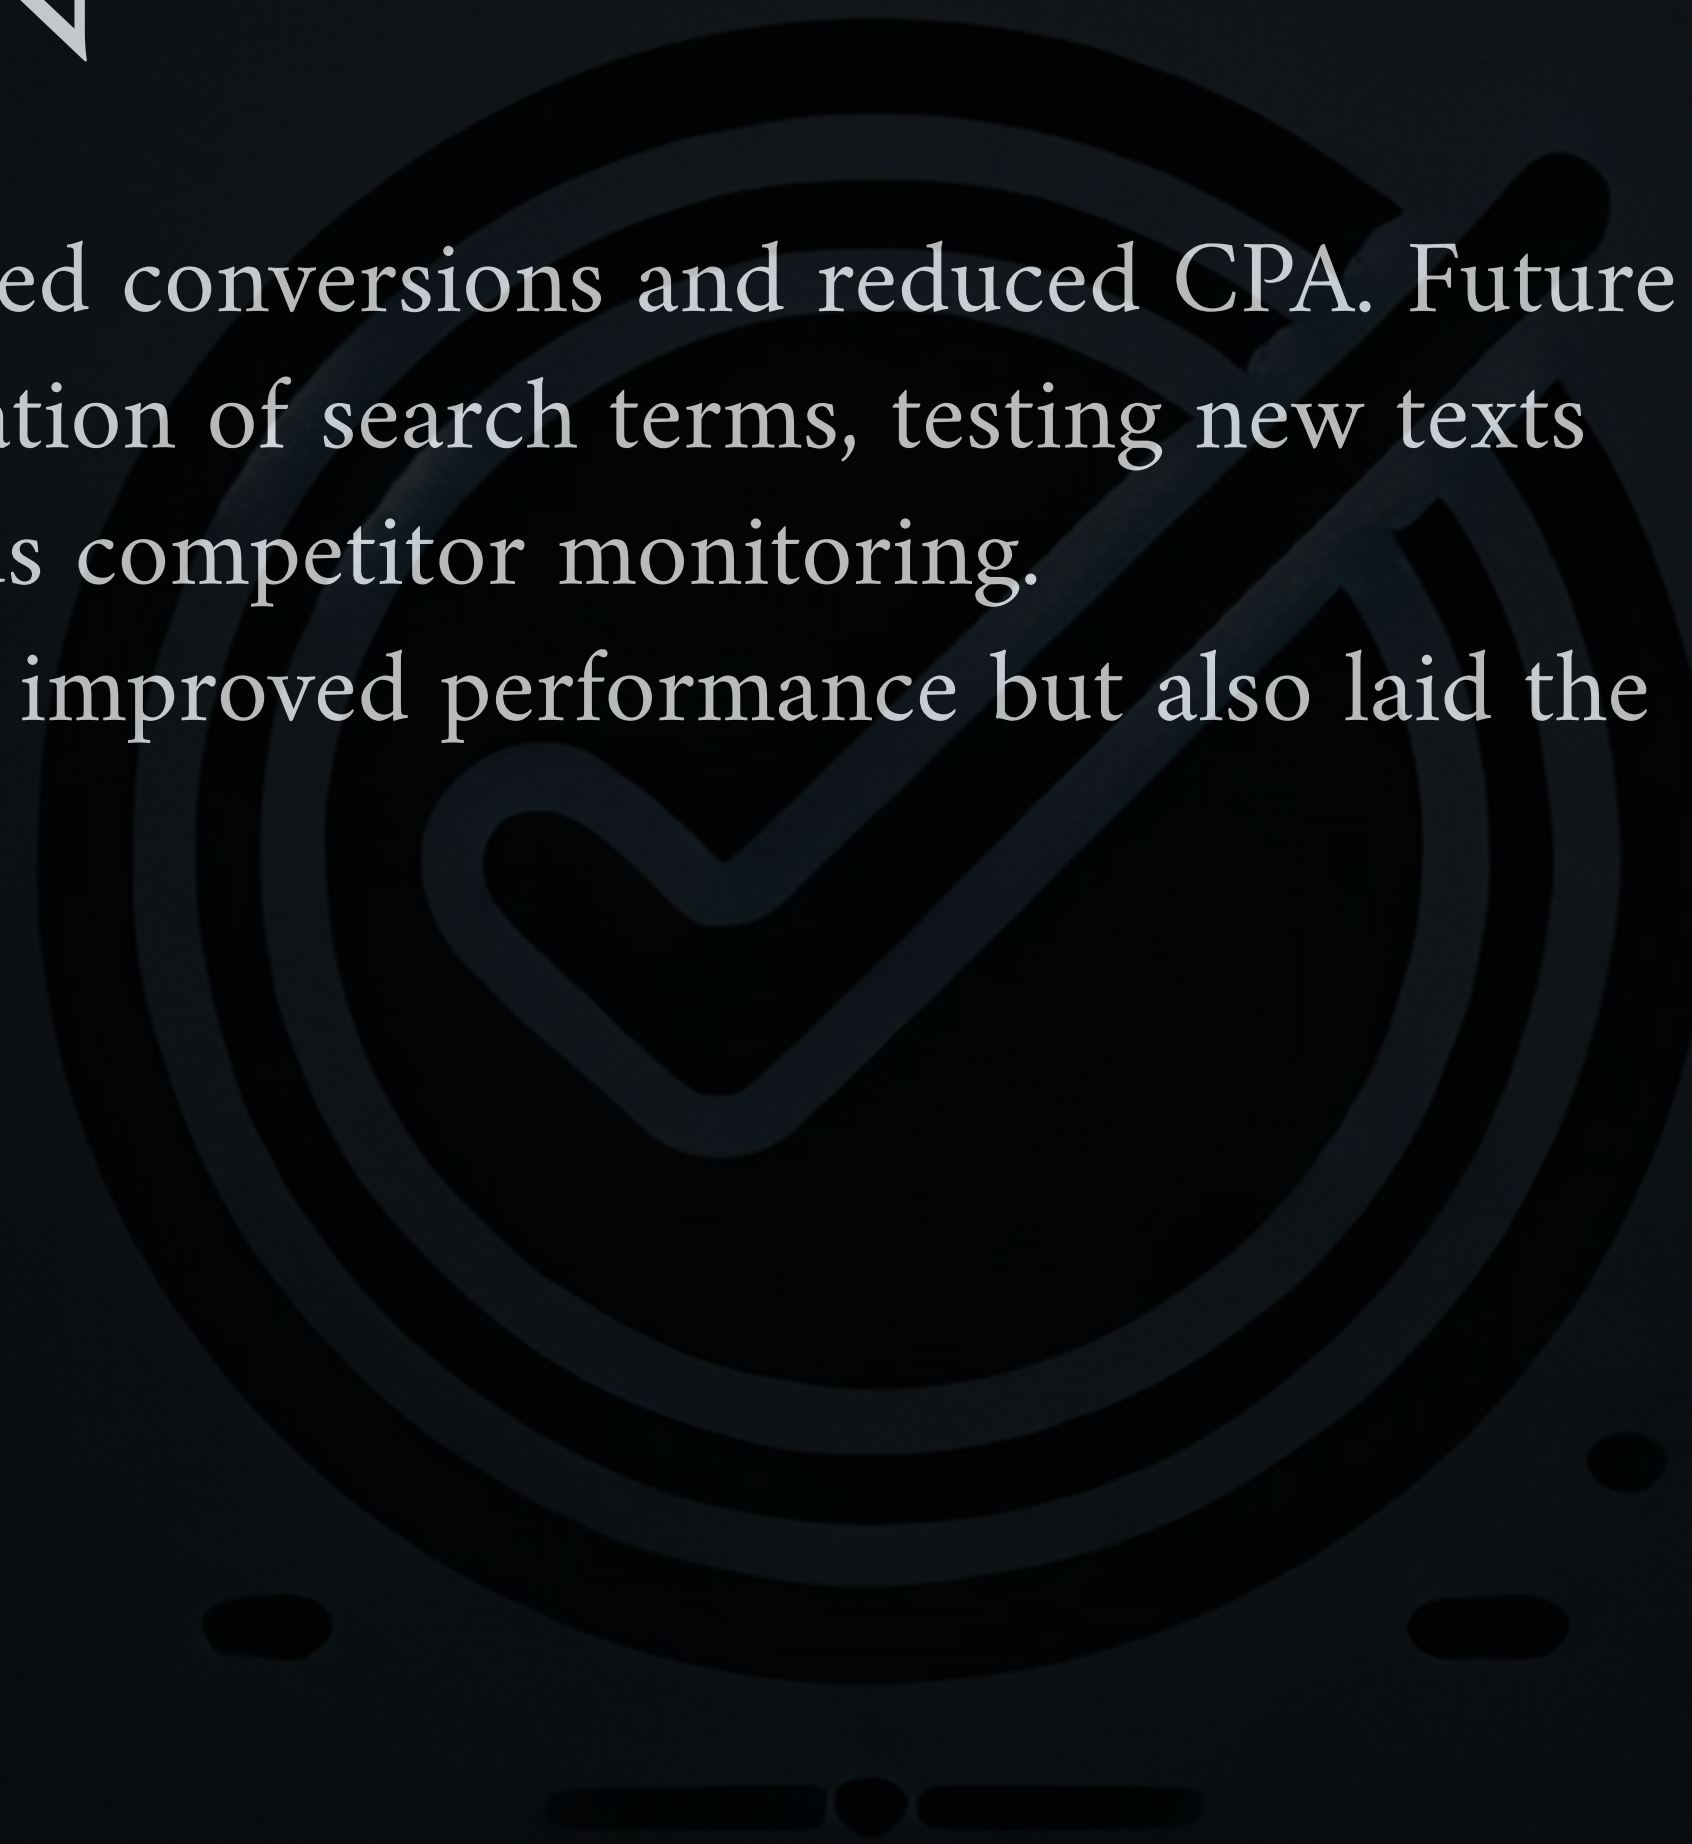 ed conversions and reduced CPA. Future
ation of search terms, testing new texts
s competitor monitoring.
improved performance but also laid the